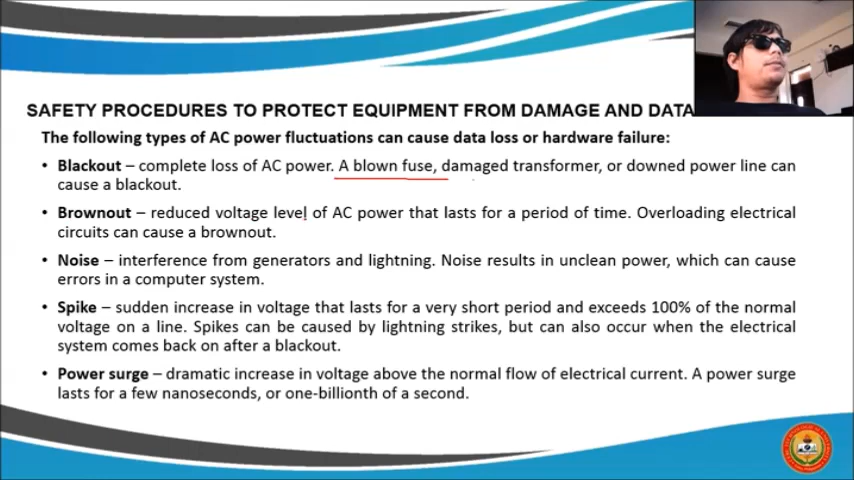 SAFETY PROCEDURES TO PROTECT EQUIPMENT FROM DAMAGE AND DATA
The following types of AC power fluctuations can cause data loss or hardware failure:
• Blackout – complete loss of AC power. A blown fuse, damaged transformer, or downed power line can
cause a blackout.
• Brownout – reduced voltage level of AC power that lasts for a period of time. Overloading electrical
circuits can cause a brownout.
• Noise – interference from generators and lightning. Noise results in unclean power, which can cause
errors in a computer system.
• Spike – sudden increase in voltage that lasts for a very short period and exceeds 100% of the normal
voltage on a line. Spikes can be caused by lightning strikes, but can also occur when the electrical
system comes back on after a blackout.
• Power surge – dramatic increase in voltage above the normal flow of electrical current. A power surge
lasts for a few nanoseconds, or one-billionth of a second.